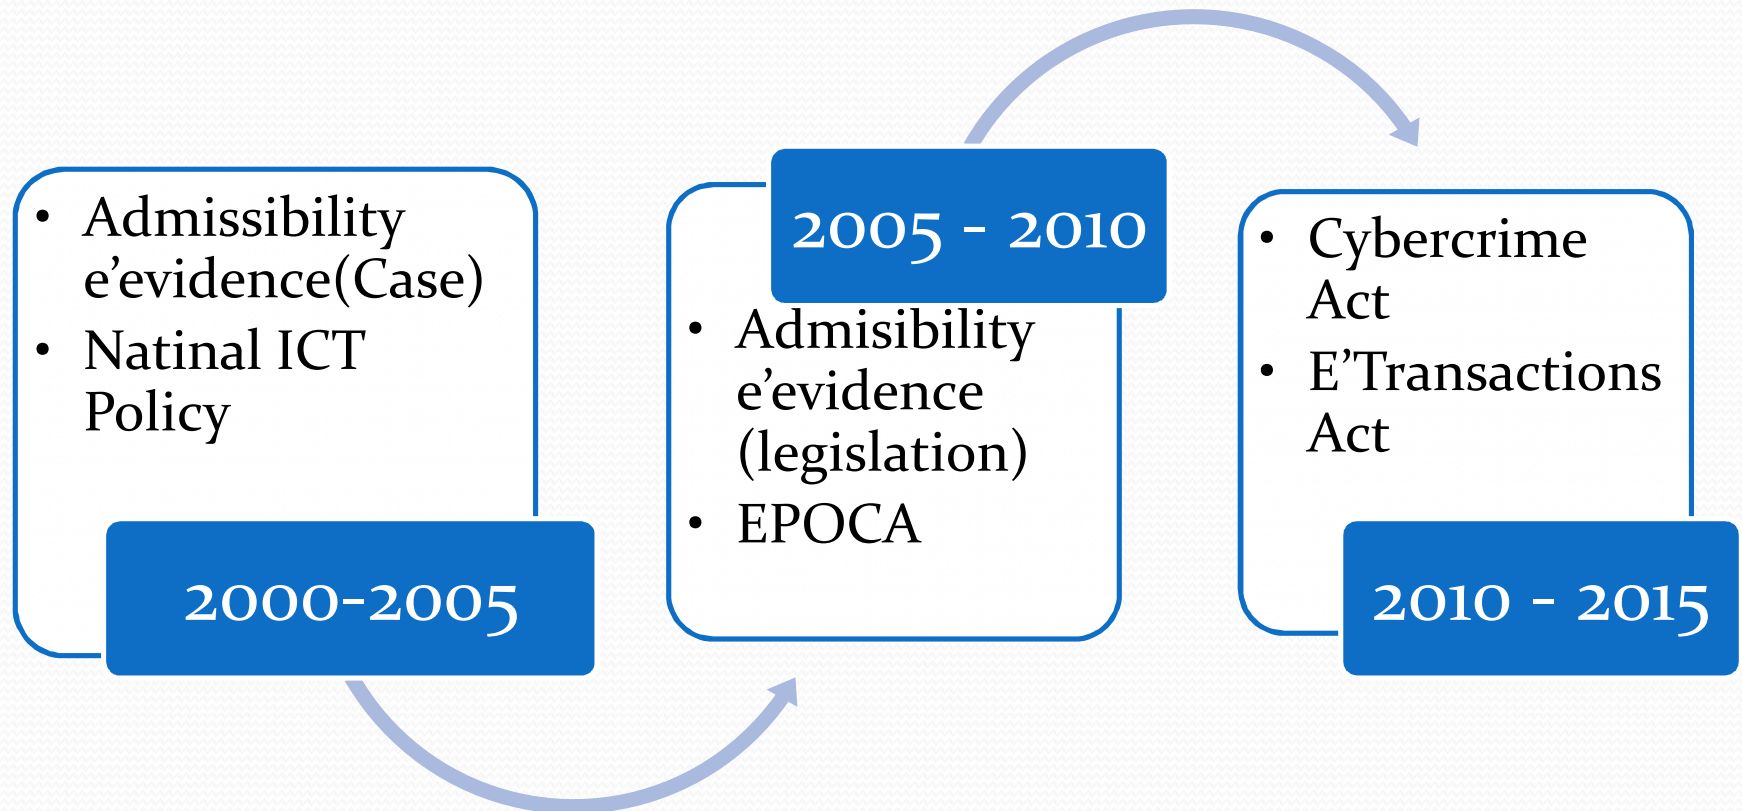 • Admissibility
e’evidence(Case)
• Natinal ICT
Policy
2000-2005
2005 - 2010
• Admisibility
e’evidence
(legislation)
• EPOCA
• Cybercrime
Act
• E’Transactions
Act
2010 - 2015